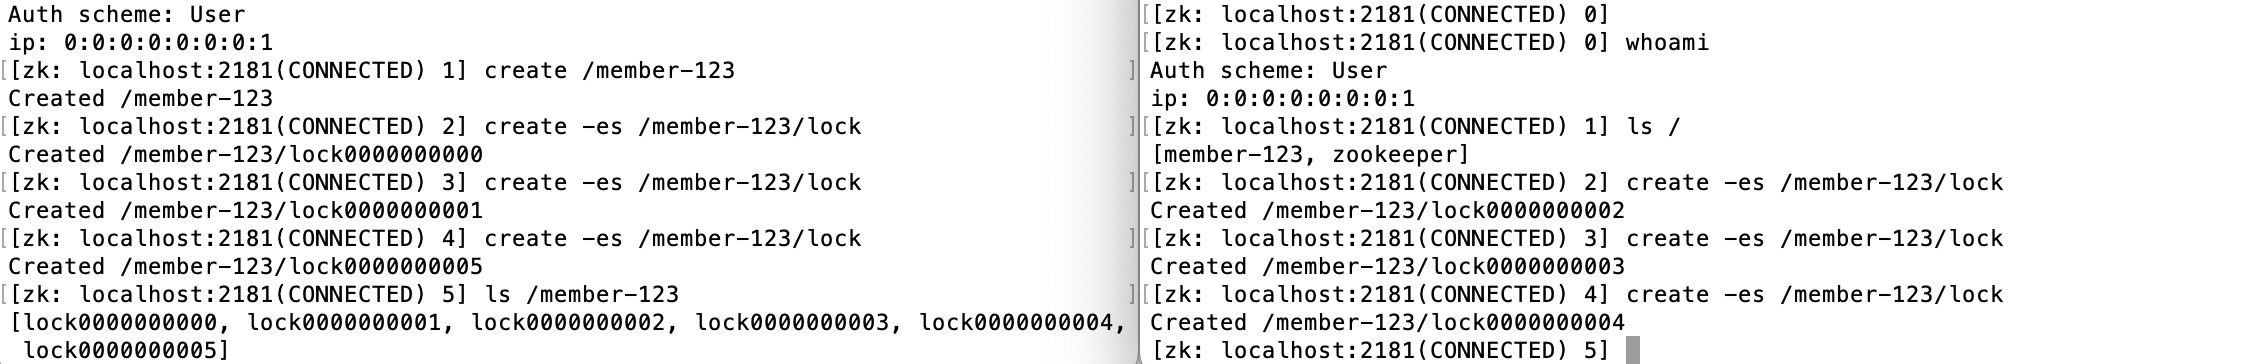 Auth scheme: User
ip: 0:0:0:0:0:0:0:1
[[zk: localhost:2181(CONNECTED) 1] create /member-123 ]
Created /member-123
[[zk: localhost:2181(CONNECTED) 2] create -es /member-123/lock ]
Created /member-123/lock0000000000
[[zk: localhost:2181(CONNECTED) 3] create -es /member-123/lock ]
Created /member-123/lock0000000001
[[zk: localhost:2181(CONNECTED) 4] create -es /member-123/lock ]
Created /member-123/lock0000000005
[[zk: localhost:2181(CONNECTED) 5] ls /member-123 ]
[lock0000000000, lock0000000001, lock0000000002, lock0000000003, lock0000000004,
lock0000000005]
[[zk: localhost:2181(CONNECTED) 0]
[[zk: localhost:2181(CONNECTED) 0] whoami
Auth scheme: User
ip: 0:0:0:0:0:0:0:1
[[zk: localhost:2181(CONNECTED) 1] ls /
[member-123, zookeeper]
[[zk: localhost:2181(CONNECTED) 2] create -es /member-123/lock
Created /member-123/lock0000000002
[[zk: localhost:2181(CONNECTED) 3] create -es /member-123/lock
Created /member-123/lock0000000003
[[zk: localhost:2181(CONNECTED) 4] create -es /member-123/lock
Created /member-123/lock0000000004
[zk: localhost:2181(CONNECTED) 5]